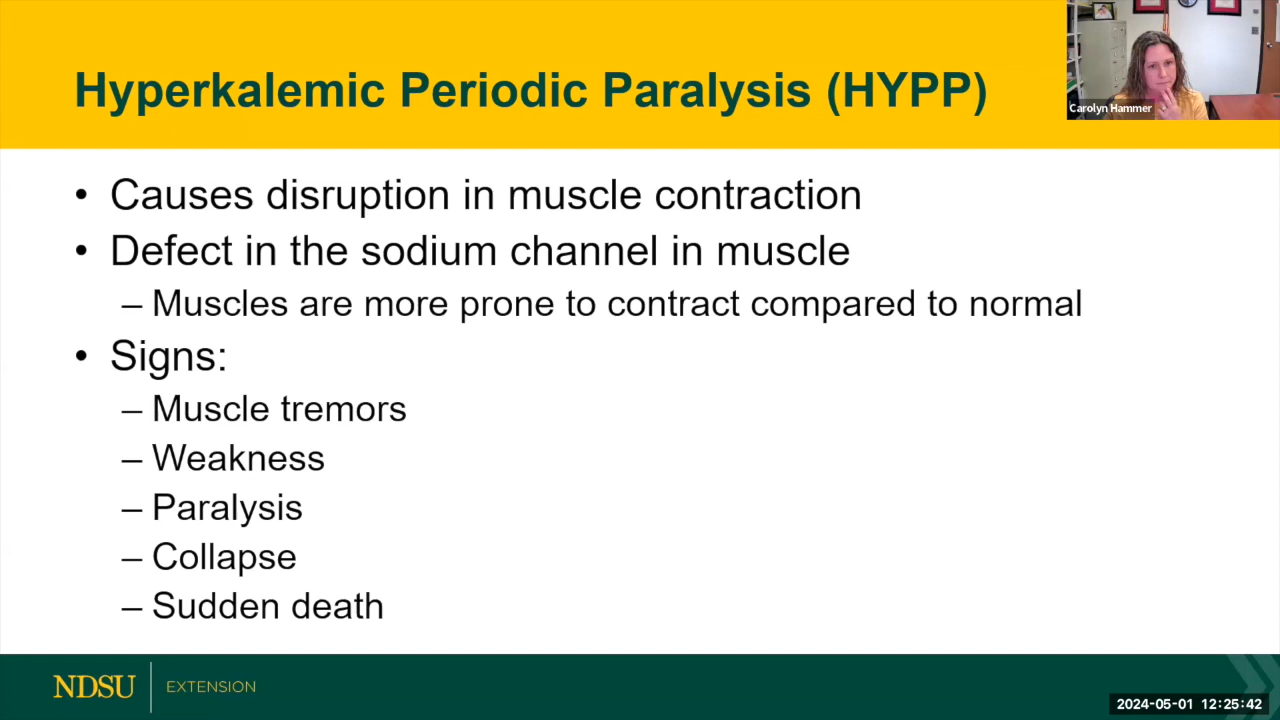 Hyperkalemic Periodic Paralysis (HYPP)
Carolyn Hammer
• Causes disruption in muscle contraction
• Defect in the sodium channel in muscle
– Muscles are more prone to contract compared to normal
• Signs:
– Muscle tremors
– Weakness
– Paralysis
– Collapse
– Sudden death
NDSU EXTENSION
2024-05-01 12:25:42